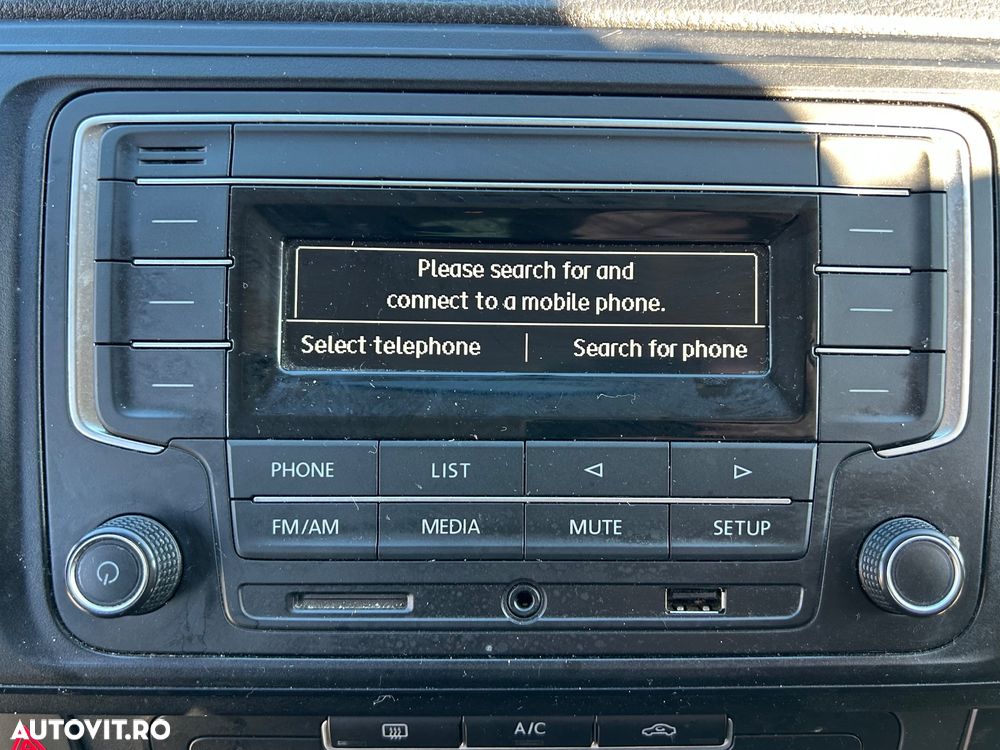 Please search for and
connect to a mobile phone.
Select telephone | Search for phone
PHONE LIST
FM/AM MEDIA MUTE SETUP
A/C
AUTOVIT.RO